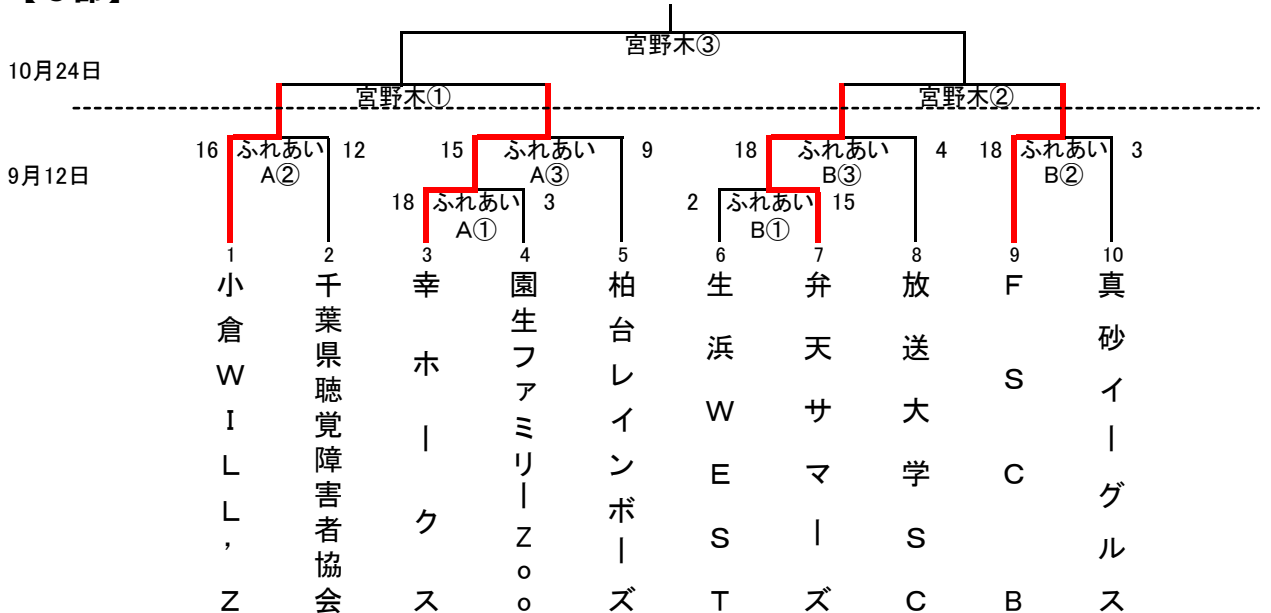 宮野木③
10月24日
宮野木① 宮野木②
16 ふれあい 12 15 ふれあい 9 18 ふれあい 4 18 ふれあい 3
A② A③ B③ B②
9月12日
18 ふれあい 3 2 ふれあい 15
A① B①
1 2 3 4 5 6 7 8 9 10
小倉WILL’Z
千葉県聴覚障害者協会
幸ホークス
園生ファミリーZoo
柏台レインボーズ
生浜WEST
弁天サマーズ
放送大学SC
FSCB
真砂イーグルス